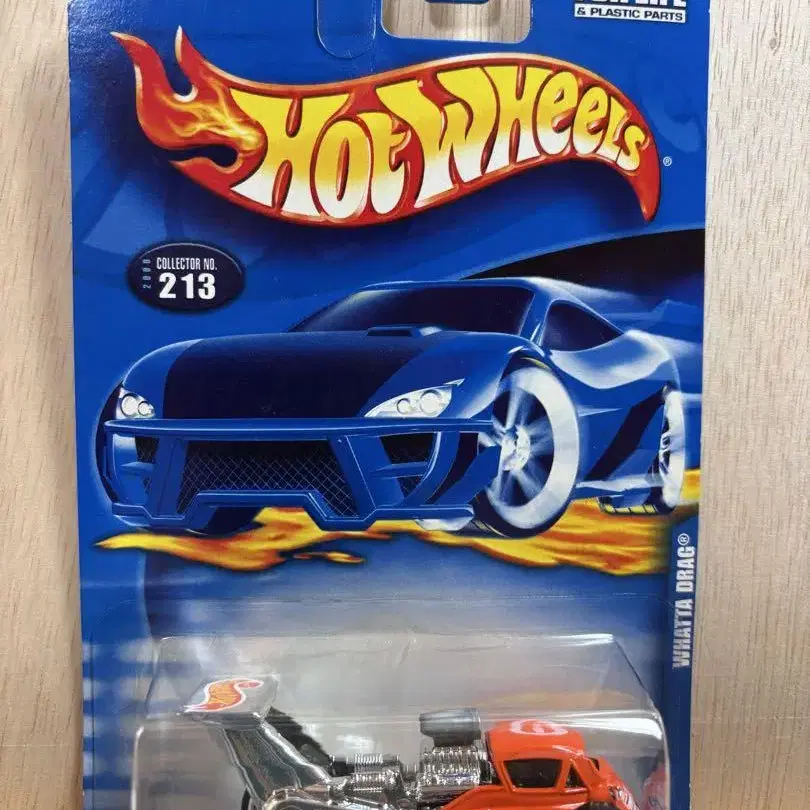 & PLASTIC PARTS
HOT WHEELS®
2000
COLLECTOR NO.
213
WHATTA DRAG®